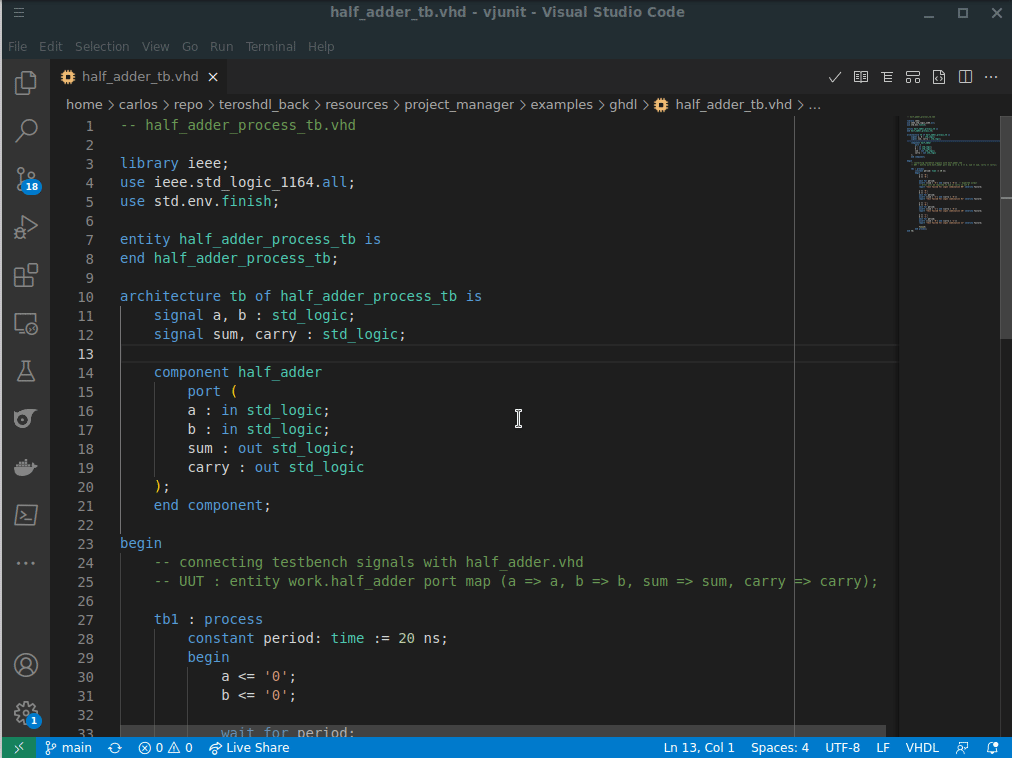 half_adder_tb.vhd - vjunit - Visual Studio Code
File Edit Selection View Go Run Terminal Help
half_adder_tb.vhd
home > carlos > repo > teroshdl_back > resources > project_manager > examples > ghdl > half_adder_tb.vhd > ...
1 -- half_adder_process_tb.vhd
2
3 library ieee;
4 use ieee.std_logic_1164.all;
5 use std.env.finish;
6
7 entity half_adder_process_tb is
8 end half_adder_process_tb;
9
10 architecture tb of half_adder_process_tb is
11     signal a, b : std_logic;
12     signal sum, carry : std_logic;
13
14     component half_adder
15         port (
16         a : in std_logic;
17         b : in std_logic;
18         sum : out std_logic;
19         carry : out std_logic
20     );
21     end component;
22
23 begin
24     -- connecting testbench signals with half_adder.vhd
25     -- UUT : entity work.half_adder port map (a => a, b => b, sum => sum, carry => carry);
26
27     tb1 : process
28         constant period: time := 20 ns;
29         begin
30             a <= '0';
31             b <= '0';
32
33             wait for period;
18
1
main 0 0 Live Share Ln 13, Col 1 Spaces: 4 UTF-8 LF VHDL